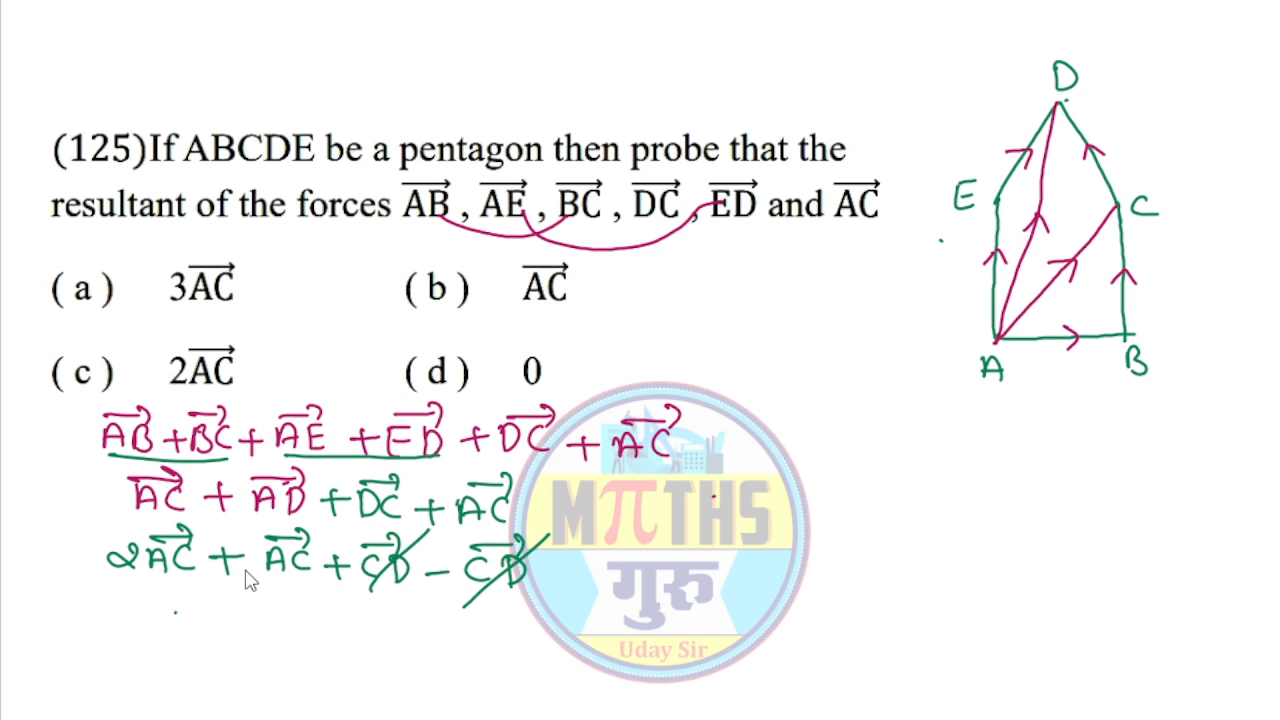 D
(125)If ABCDE be a pentagon then probe that the
resultant of the forces AB⃗ , AE⃗ , BC⃗ , DC⃗ , ED⃗ and AC⃗
E
C
( a ) 3AC⃗ ( b ) AC⃗
( c ) 2AC⃗ ( d ) 0
A B
AB⃗ + BC⃗ + AE⃗ + ED⃗ + DC⃗ + AC⃗
AC⃗ + AD⃗ + DC⃗ + AC⃗
2AC⃗ + AC⃗ + CD⃗ - CD⃗
MπTHS
गुरु
Uday Sir